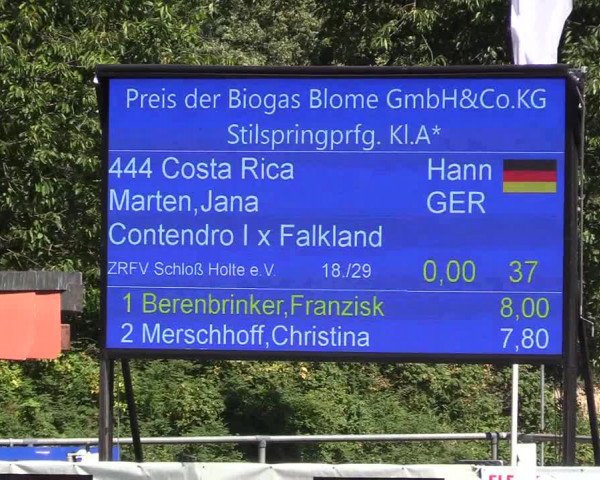 Preis der Biogas Blome GmbH&Co.KG
Stilspringprfg. Kl.A*
444 Costa Rica Hann
Marten,Jana GER
Contendro I x Falkland
ZRFV Schloß Holte e.V. 18./29 0,00 37
1 Berenbrinker,Franzisk 8,00
2 Merschhoff,Christina 7,80